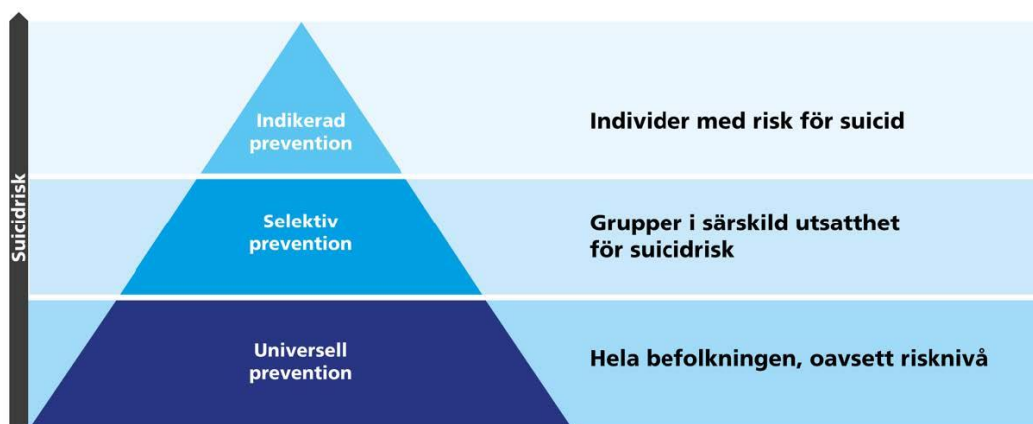 Suicidrisk
Indikerad
prevention
Individer med risk för suicid
Selektiv
prevention
Grupper i särskild utsatthet
för suicidrisk
Universell
prevention
Hela befolkningen, oavsett risknivå